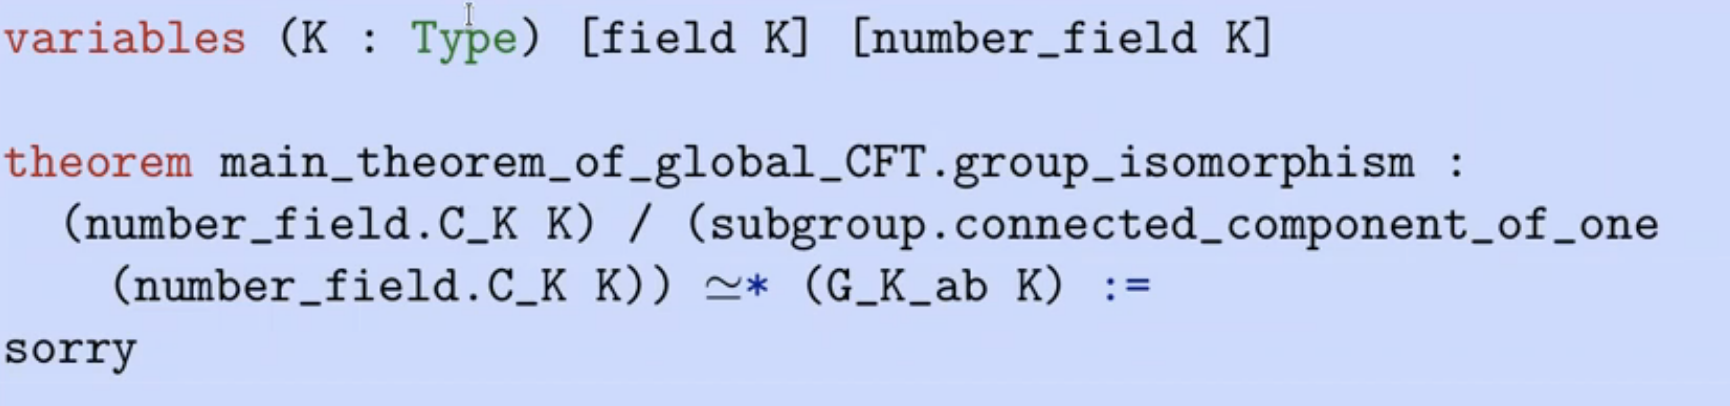 variables (K : Type) [field K] [number_field K]
theorem main_theorem_of_global_CFT.group_isomorphism :
(number_field.C_K K) / (subgroup.connected_component_of_one
(number_field.C_K K)) ≃* (G_K_ab K) :=
sorry